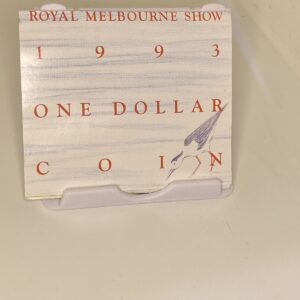 ROYAL MELBOURNE SHOW
1 9 9 3
ONE DOLLAR
C O I N